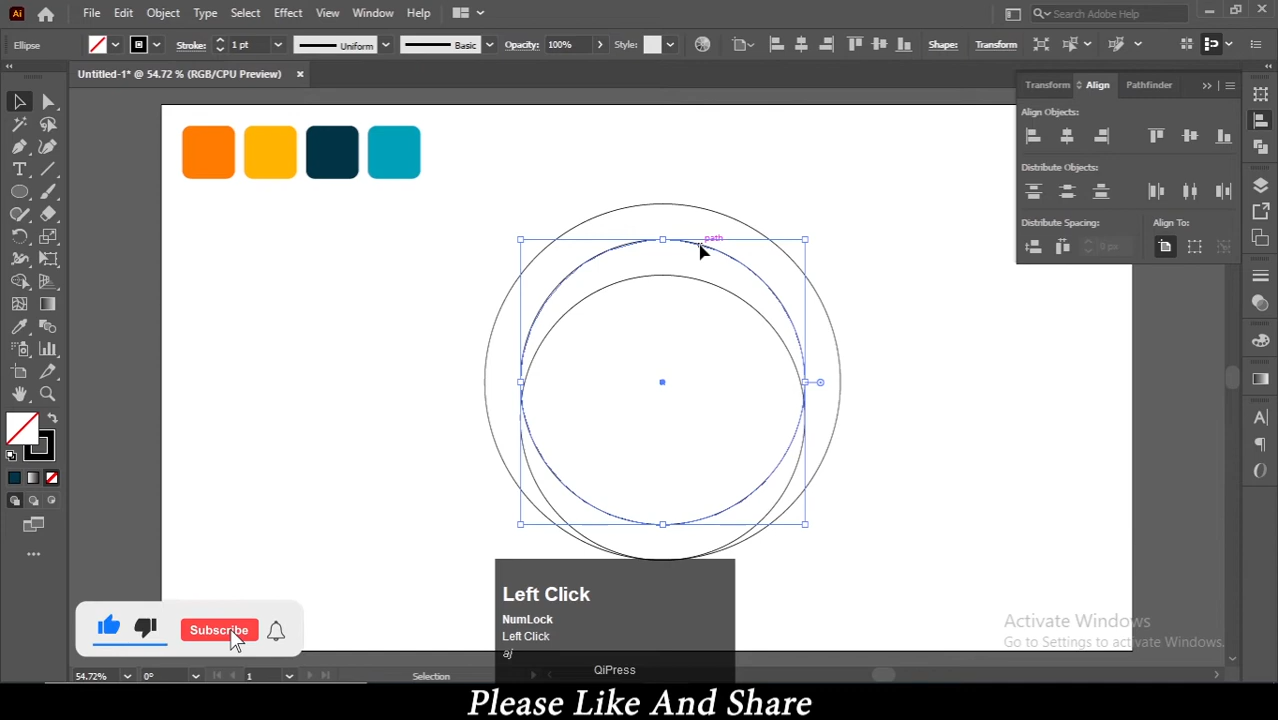 Ai File Edit Object Type Select Effect View Window Help Search Adobe Help
Ellipse Stroke: 1 pt Uniform Basic Opacity: 100% Style: Shape: Transform
Untitled-1* @ 54.72 % (RGB/CPU Preview)
Transform Align Pathfinder
Align Objects:
Distribute Objects:
Distribute Spacing: Align To:
0 px
path
Left Click
NumLock
Left Click
aj
QiPress
Subscribe
Activate Windows
Go to Settings to activate Windows.
54.72% 0° 1 Selection
Please Like And Share